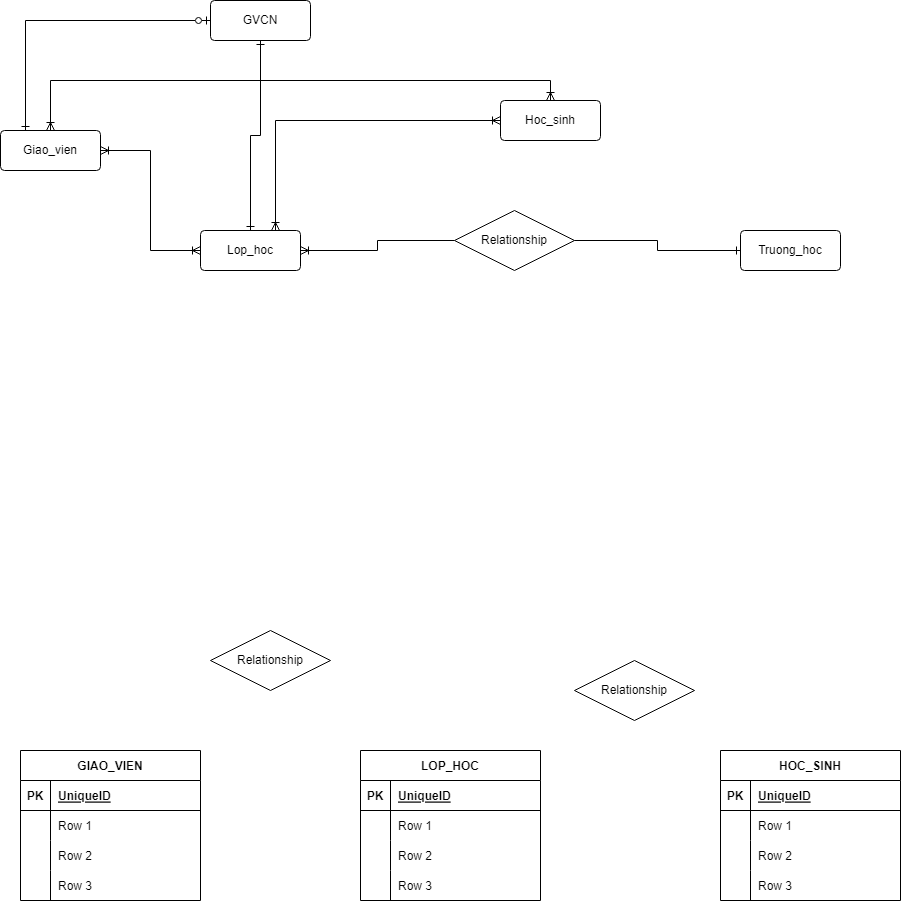 GVCN
Hoc_sinh
Giao_vien
Relationship
Lop_hoc
Truong_hoc
Relationship
Relationship
GIAO_VIEN
PK UniqueID
Row 1
Row 2
Row 3
LOP_HOC
PK UniqueID
Row 1
Row 2
Row 3
HOC_SINH
PK UniqueID
Row 1
Row 2
Row 3